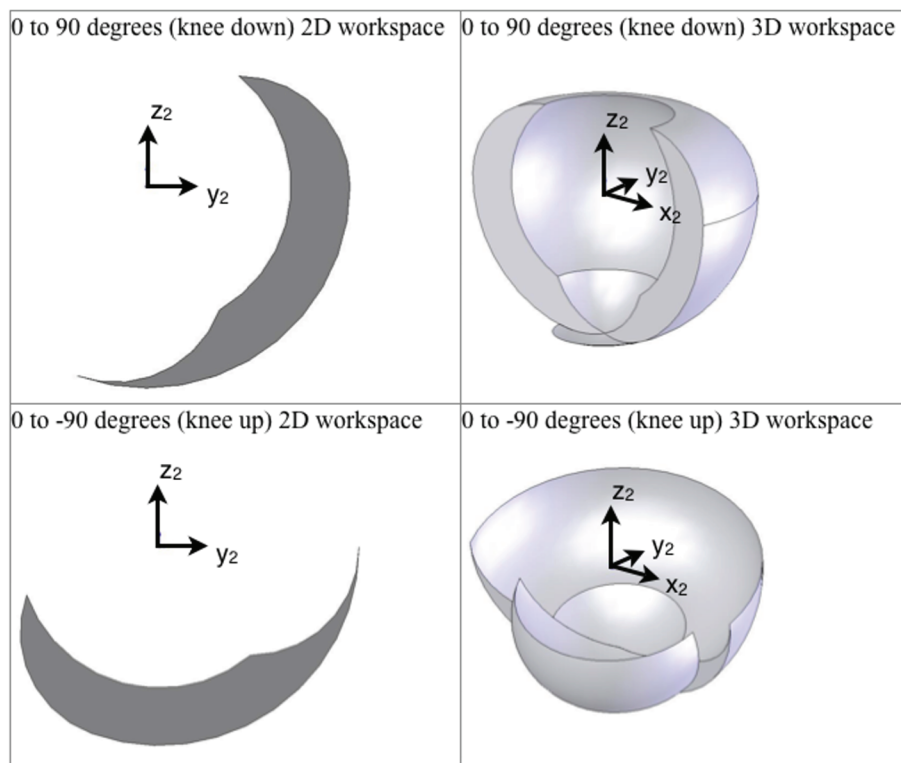 0 to 90 degrees (knee down) 2D workspace
z2
y2
0 to 90 degrees (knee down) 3D workspace
z2
y2
x2
0 to -90 degrees (knee up) 2D workspace
z2
y2
0 to -90 degrees (knee up) 3D workspace
z2
y2
x2